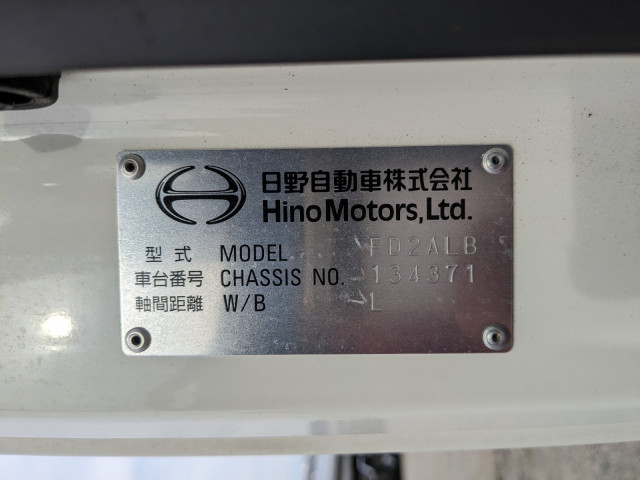 日野自動車株式会社
Hino Motors, Ltd.
型式 MODEL FD2ALB
車台番号 CHASSIS NO. 134371
軸間距離 W/B L